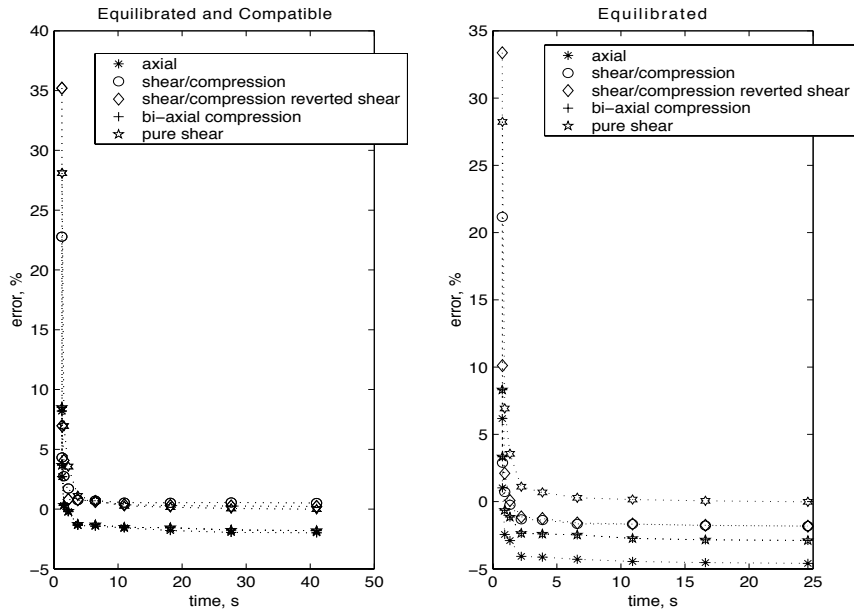 Equilibrated and Compatible
40
35
30
25
20
15
10
5
0
−5
error, %
axial
shear/compression
shear/compression reverted shear
bi−axial compression
pure shear
0
10
20
30
40
50
time, s
Equilibrated
35
30
25
20
15
10
5
0
−5
error, %
axial
shear/compression
shear/compression reverted shear
bi−axial compression
pure shear
0
5
10
15
20
25
time, s